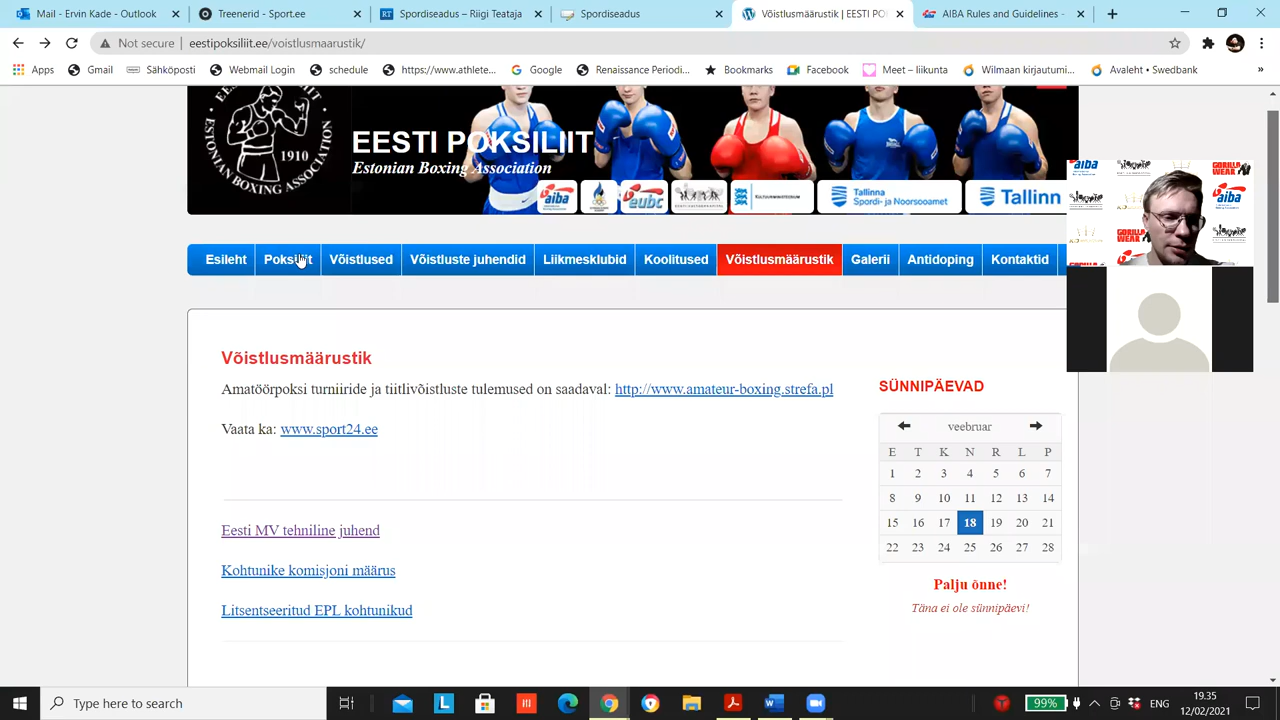 Mail - Ervin Kade - Outlook
Spordiseadus – Riigi Teataja
Spordiseadus
Võistlusmäärustik | EESTI POK
AIBA Rules and Guidelines
Not secure | eestipoksiliit.ee/voistlusmaarustik/
Apps Gmail Sähköposti Webmail Login schedule https://www.athlete... Google Renaissance Periodi... Bookmarks Facebook Meet – liikunta Wilmaan kirjautumi... Avaleht • Swedbank »
ESTONIAN BOXING ASSOCIATION
1910
EESTI POKSILIIT
Estonian Boxing Association
aiba
eubc
KULTUURIMINISTEERIUM
Tallinna
Spordi- ja Noorsooamet
Tallinn
Esileht Poksiliit Võistlused Võistluste juhendid Liikmesklubid Koolitused Võistlusmäärustik Galerii Antidoping Kontaktid
aiba
GORILLA WEAR
aiba
GORILLA WEAR
Võistlusmäärustik
Amatöörpoksi turniiride ja tiitlivõistluste tulemused on saadaval: http://www.amateur-boxing.strefa.pl
Vaata ka: www.sport24.ee
Eesti MV tehniline juhend
Kohtunike komisjoni määrus
Litsentseeritud EPL kohtunikud
SÜNNIPÄEVAD
veebruar
E T K N R L P
1 2 3 4 5 6 7
8 9 10 11 12 13 14
15 16 17 18 19 20 21
22 23 24 25 26 27 28
Palju õnne!
Täna ei ole sünnipäevi!
Type here to search
99%
ENG
19.35
12/02/2021